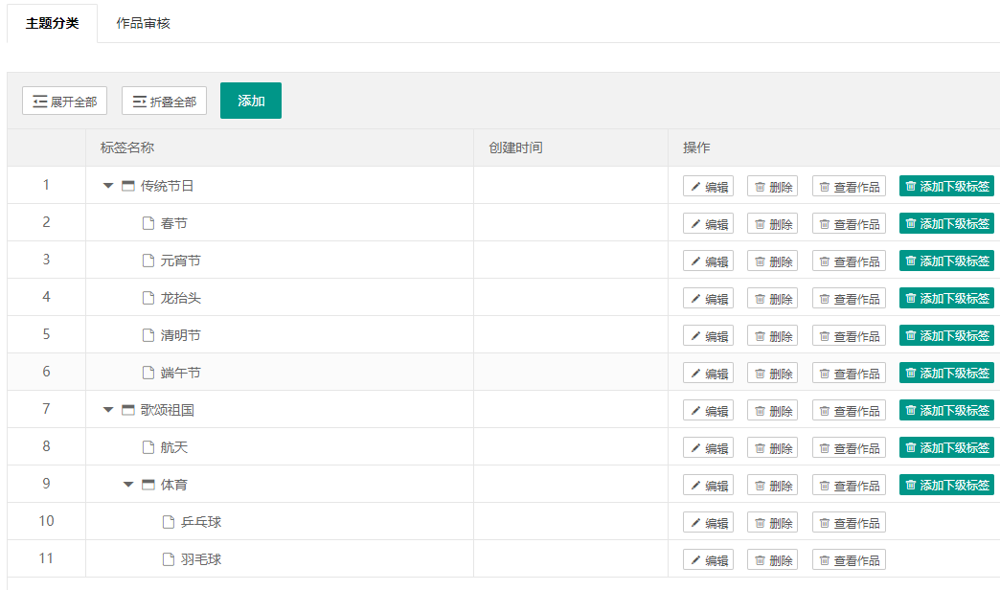 主题分类 作品审核
展开全部 折叠全部 添加
标签名称 创建时间 操作
1 传统节日 编辑 删除 查看作品 添加下级标签
2 春节 编辑 删除 查看作品 添加下级标签
3 元宵节 编辑 删除 查看作品 添加下级标签
4 龙抬头 编辑 删除 查看作品 添加下级标签
5 清明节 编辑 删除 查看作品 添加下级标签
6 端午节 编辑 删除 查看作品 添加下级标签
7 歌颂祖国 编辑 删除 查看作品 添加下级标签
8 航天 编辑 删除 查看作品 添加下级标签
9 体育 编辑 删除 查看作品 添加下级标签
10 乒乓球 编辑 删除 查看作品
11 羽毛球 编辑 删除 查看作品